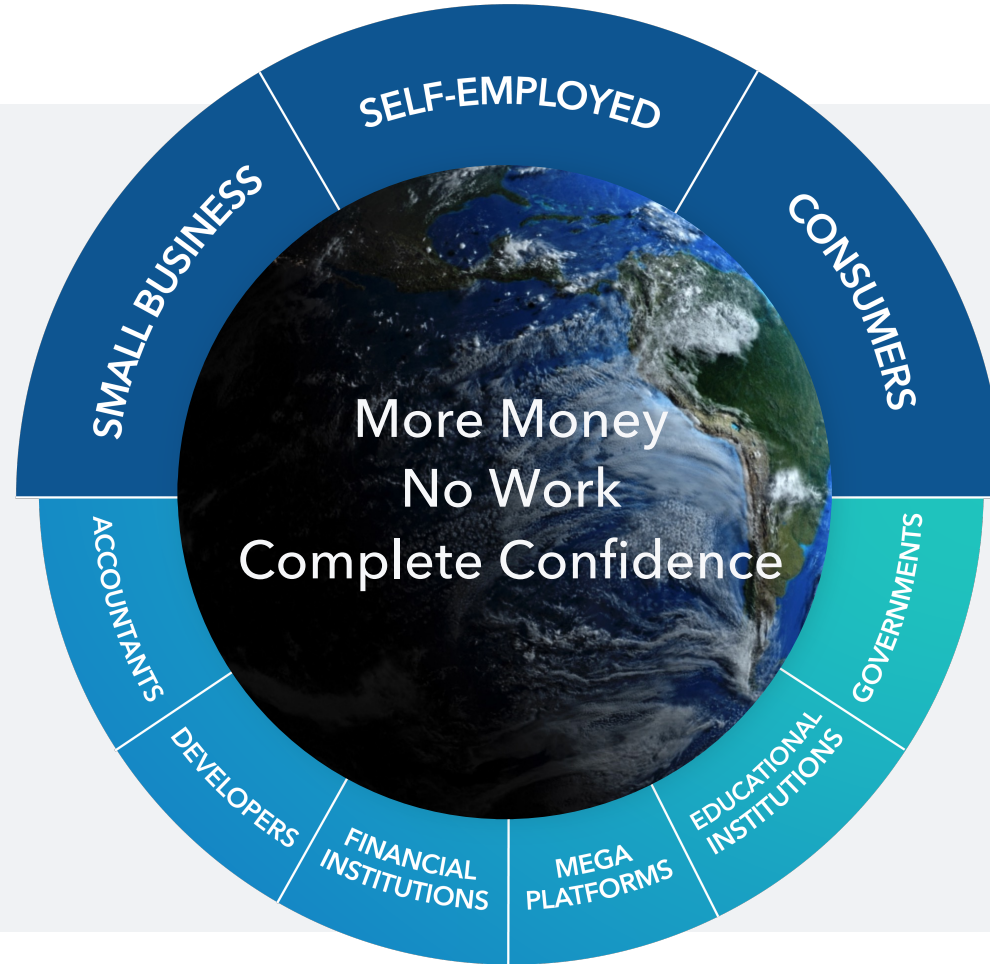 SELF-EMPLOYED
SMALL BUSINESS
CONSUMERS
More Money
No Work
Complete Confidence
ACCOUNTANTS
DEVELOPERS
FINANCIAL
INSTITUTIONS
MEGA
PLATFORMS
EDUCATIONAL
INSTITUTIONS
GOVERNMENTS